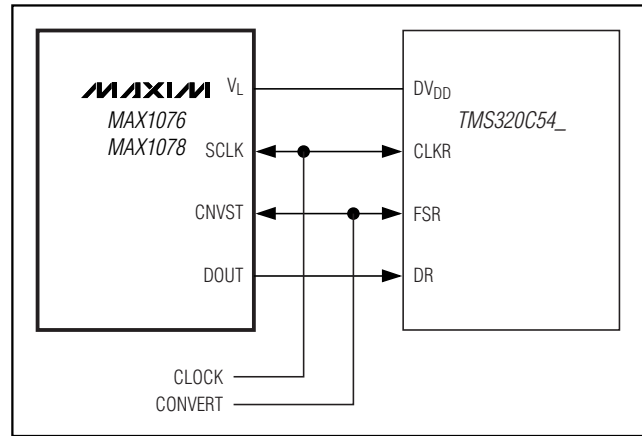 MAXIM
MAX1076
MAX1078
VL
SCLK
CNVST
DOUT
DVDD
TMS320C54_
CLKR
FSR
DR
CLOCK
CONVERT